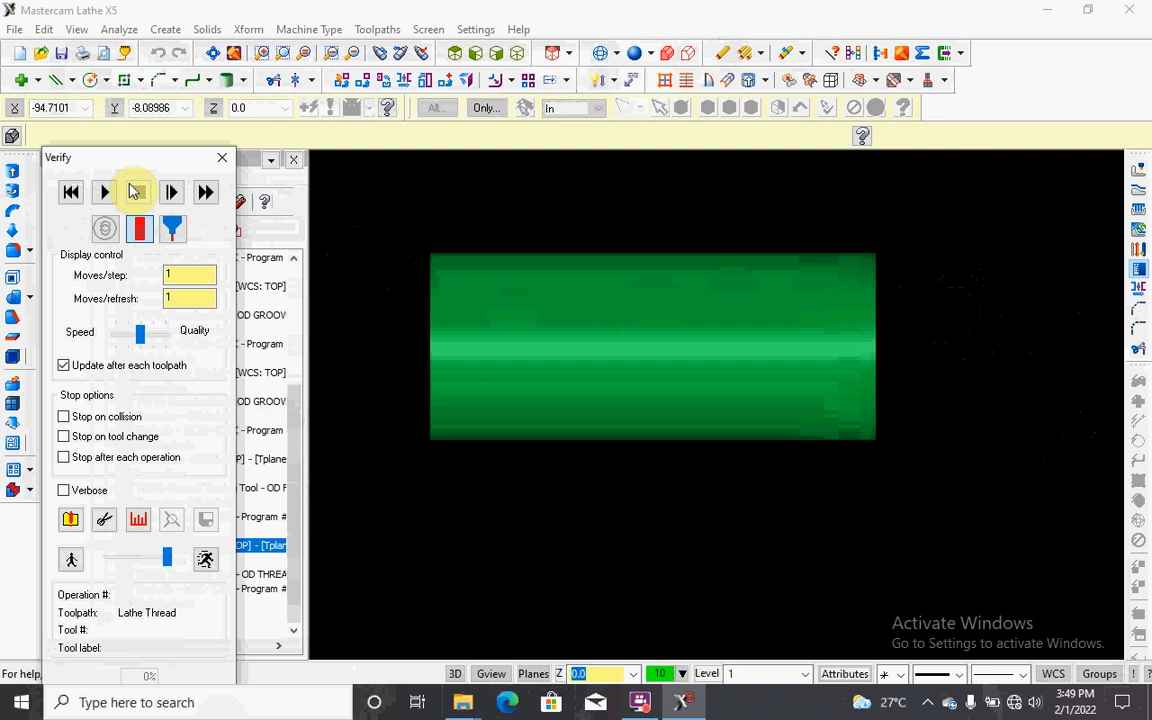 Mastercam Lathe X5
File Edit View Analyze Create Solids Xform Machine Type Toolpaths Screen Settings Help
X -94.7101 Y -8.08986 Z 0.0 All... Only... In
Verify
Display control
Moves/step: 1
Moves/refresh: 1
Speed Quality
Update after each toolpath
Stop options
Stop on collision
Stop on tool change
Stop after each operation
Verbose
Operation #:
Toolpath: Lathe Thread
Tool #:
Tool label:
0%
- Program
[WCS: TOP]
OD GROOV
- Program
[WCS: TOP]
OD GROOV
- Program
P] - [Tplane
Tool - OD F
- Program #
OP] - [Tplan
- OD THREA
- Program #
Activate Windows
Go to Settings to activate Windows.
For help,
3D Gview Planes Z 0.0 10 Level 1 Attributes WCS Groups ! ?
Type here to search
27°C
3:49 PM
2/1/2022